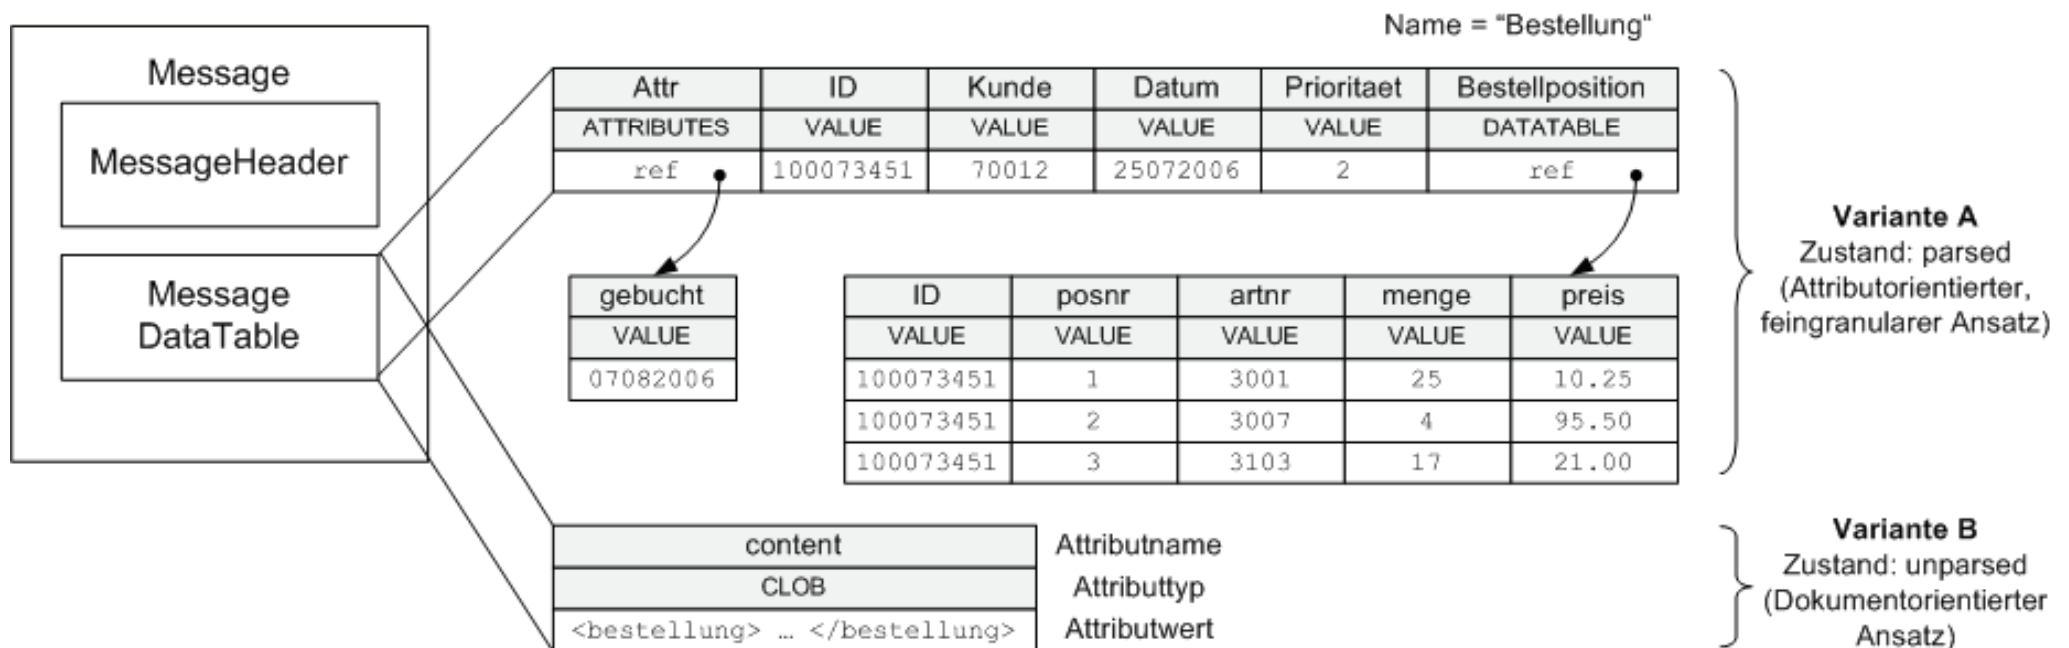 Name = “Bestellung“
Message
MessageHeader
Message
DataTable
Attr ID Kunde Datum Prioritaet Bestellposition
ATTRIBUTES VALUE VALUE VALUE VALUE DATATABLE
ref 100073451 70012 25072006 2 ref
gebucht
VALUE
07082006
ID posnr artnr menge preis
VALUE VALUE VALUE VALUE VALUE
100073451 1 3001 25 10.25
100073451 2 3007 4 95.50
100073451 3 3103 17 21.00
Variante A
Zustand: parsed
(Attributorientierter,
feingranularer Ansatz)
content Attributname
CLOB Attributtyp
<bestellung> … </bestellung> Attributwert
Variante B
Zustand: unparsed
(Dokumentorientierter
Ansatz)